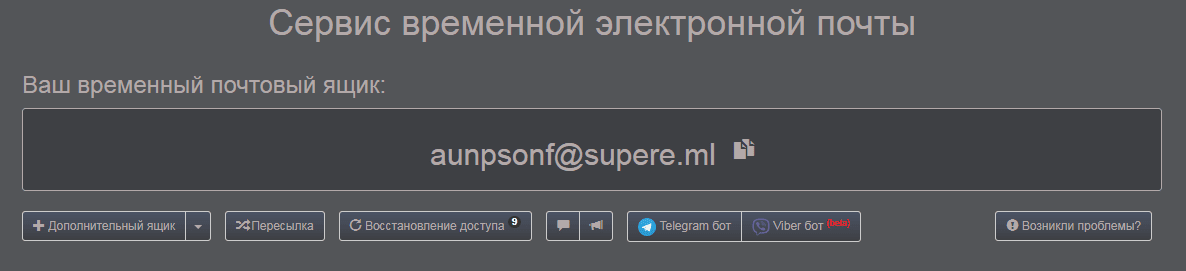 Сервис временной электронной почты
Ваш временный почтовый ящик:
aunpsonf@supere.ml
Дополнительный ящик Пересылка Восстановление доступа 9 Telegram бот Viber бот (beta) Возникли проблемы?